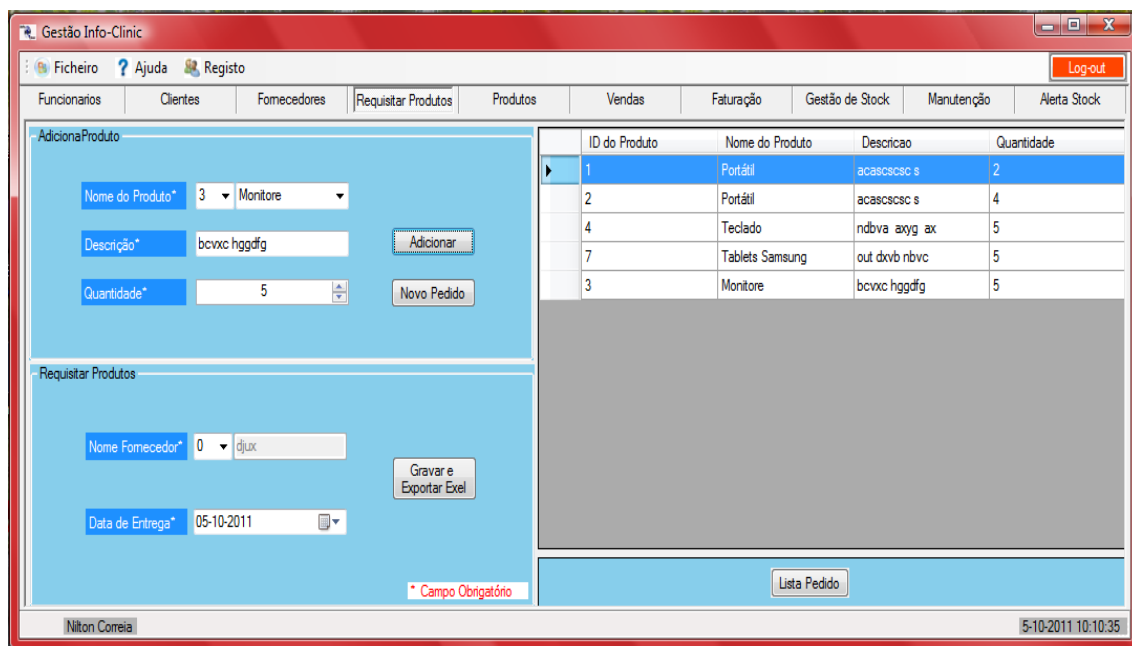 Gestão Info-Clinic
Ficheiro ? Ajuda Registo Log-out
Funcionarios Clientes Fornecedores Requisitar Produtos Produtos Vendas Faturação Gestão de Stock Manutenção Alerta Stock
AdicionaProduto
Nome do Produto* 3 Monitore
Descrição* bcvxc hggdfg
Adicionar
Quantidade* 5
Novo Pedido
Requisitar Produtos
Nome Fornecedor* 0 djux
Gravar e
Exportar Exel
Data de Entrega* 05-10-2011
* Campo Obrigatório
ID do Produto Nome do Produto Descricao Quantidade
1 Portátil acascscsc s 2
2 Portátil acascscsc s 4
4 Teclado ndbva axyg ax 5
7 Tablets Samsung out dxvb nbvc 5
3 Monitore bcvxc hggdfg 5
Lista Pedido
Nilton Correia 5-10-2011 10:10:35